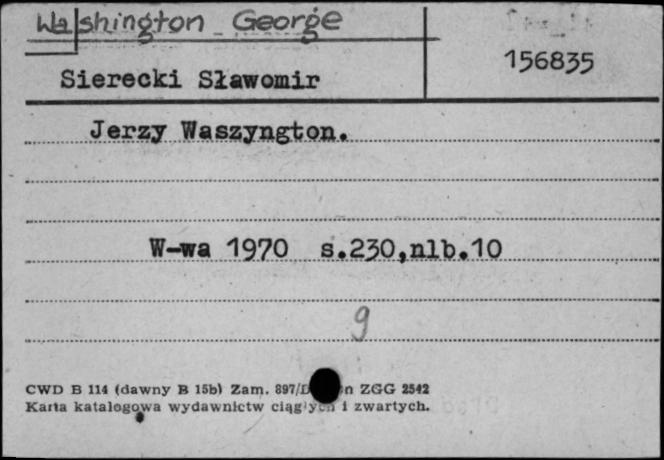 Washington George
156835
Sierecki Sławomir
Jerzy Waszyngton.
W-wa 1970 s.230,nlb.10
9
CWD B 114 (dawny B 15b) Zam. 897/D n ZGG 2542
Karta katalogowa wydawnictw ciągłych i zwartych.